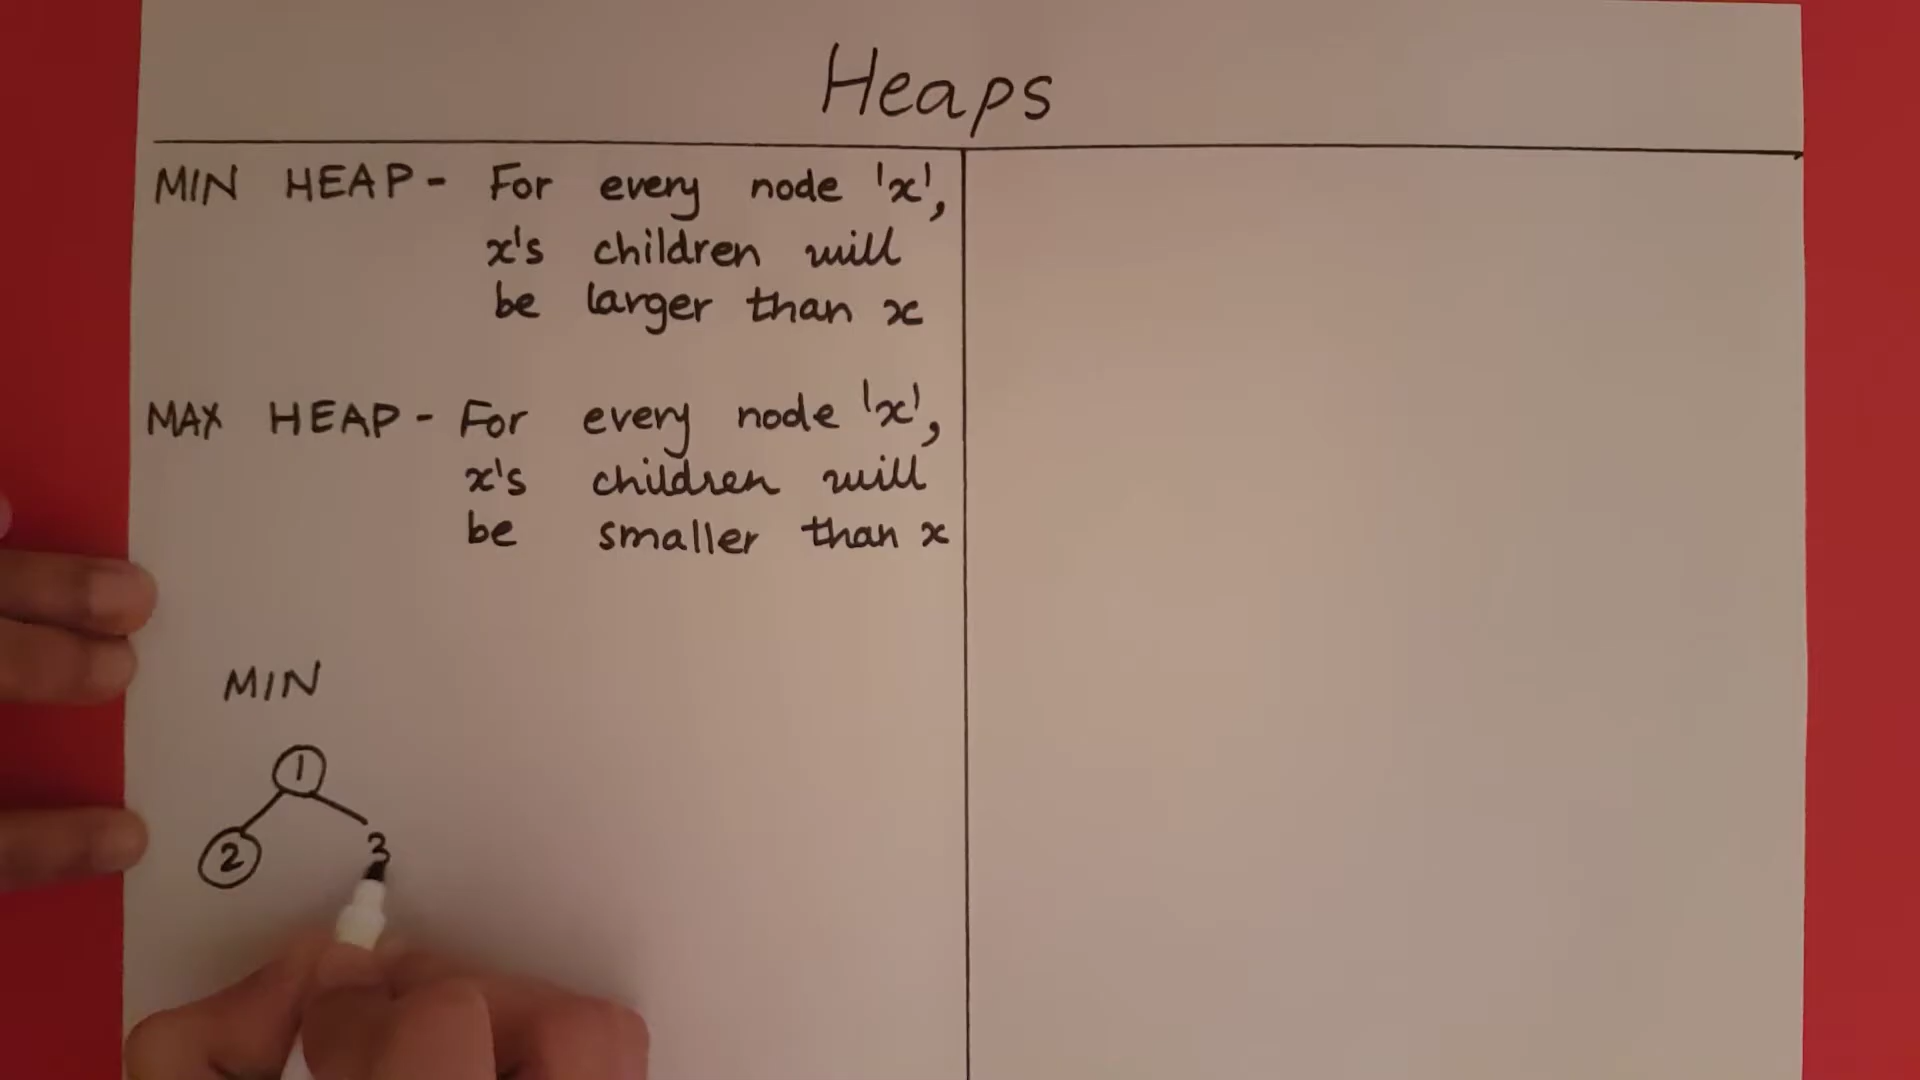 Heaps
MIN HEAP - For every node 'x',
x's children will
be larger than x
MAX HEAP - For every node 'x',
x's children will
be smaller than x
MIN
1
2 3